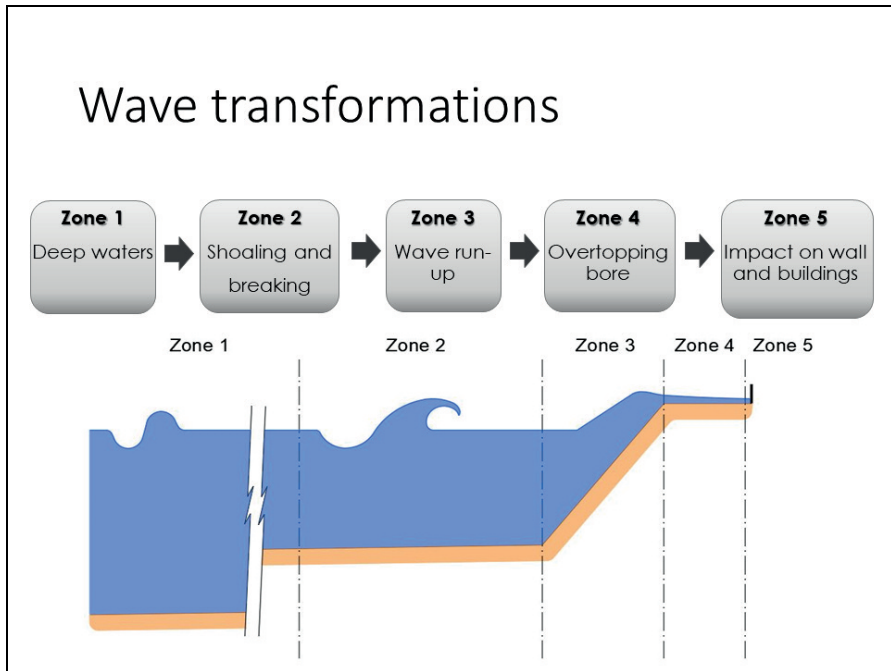 Wave transformations
Zone 1
Deep waters
Zone 2
Shoaling and
breaking
Zone 3
Wave run-
up
Zone 4
Overtopping
bore
Zone 5
Impact on wall
and buildings
Zone 1
Zone 2
Zone 3
Zone 4
Zone 5